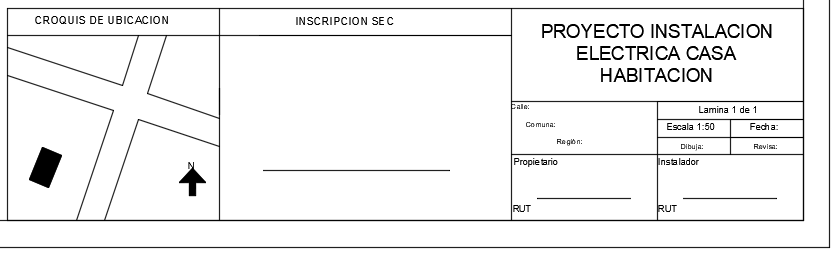 CROQUIS DE UBICACION
INSCRIPCION SEC
PROYECTO INSTALACION
ELECTRICA CASA
HABITACION
Calle:
Comuna:
Región:
Lamina 1 de 1
Escala 1:50
Fecha:
Dibuja:
Revisa:
N
Propietario
RUT
Instalador
RUT